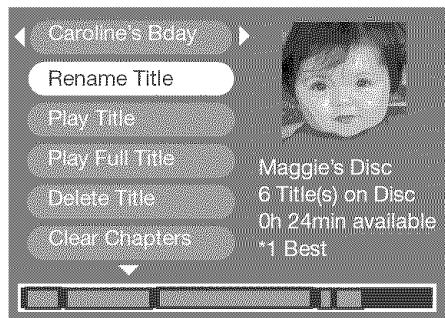 Caroline's Bday
Rename Title
Play Title
Play Full Title
Delete Title
Clear Chapters
Maggie's Disc
6 Title(s) on Disc
0h 24min available
*1 Best